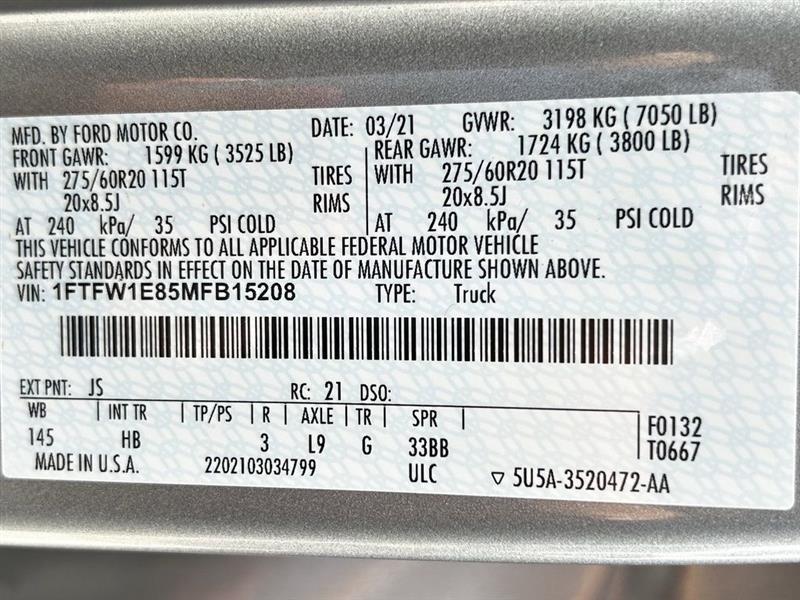 MFD. BY FORD MOTOR CO. DATE: 03/21 GVWR: 3198 KG ( 7050 LB)
FRONT GAWR: 1599 KG ( 3525 LB) REAR GAWR: 1724 KG ( 3800 LB)
WITH 275/60R20 115T TIRES WITH 275/60R20 115T TIRES
20x8.5J RIMS 20x8.5J RIMS
AT 240 kPa/ 35 PSI COLD AT 240 kPa/ 35 PSI COLD
THIS VEHICLE CONFORMS TO ALL APPLICABLE FEDERAL MOTOR VEHICLE
SAFETY STANDARDS IN EFFECT ON THE DATE OF MANUFACTURE SHOWN ABOVE.
VIN: 1FTFW1E85MFB15208 TYPE: Truck
EXT PNT: JS RC: 21 DSO:
WB INT TR TP/PS R AXLE TR SPR F0132
145 HB 3 L9 G 33BB T0667
MADE IN U.S.A. 2202103034799 ULC ▽ 5U5A-3520472-AA